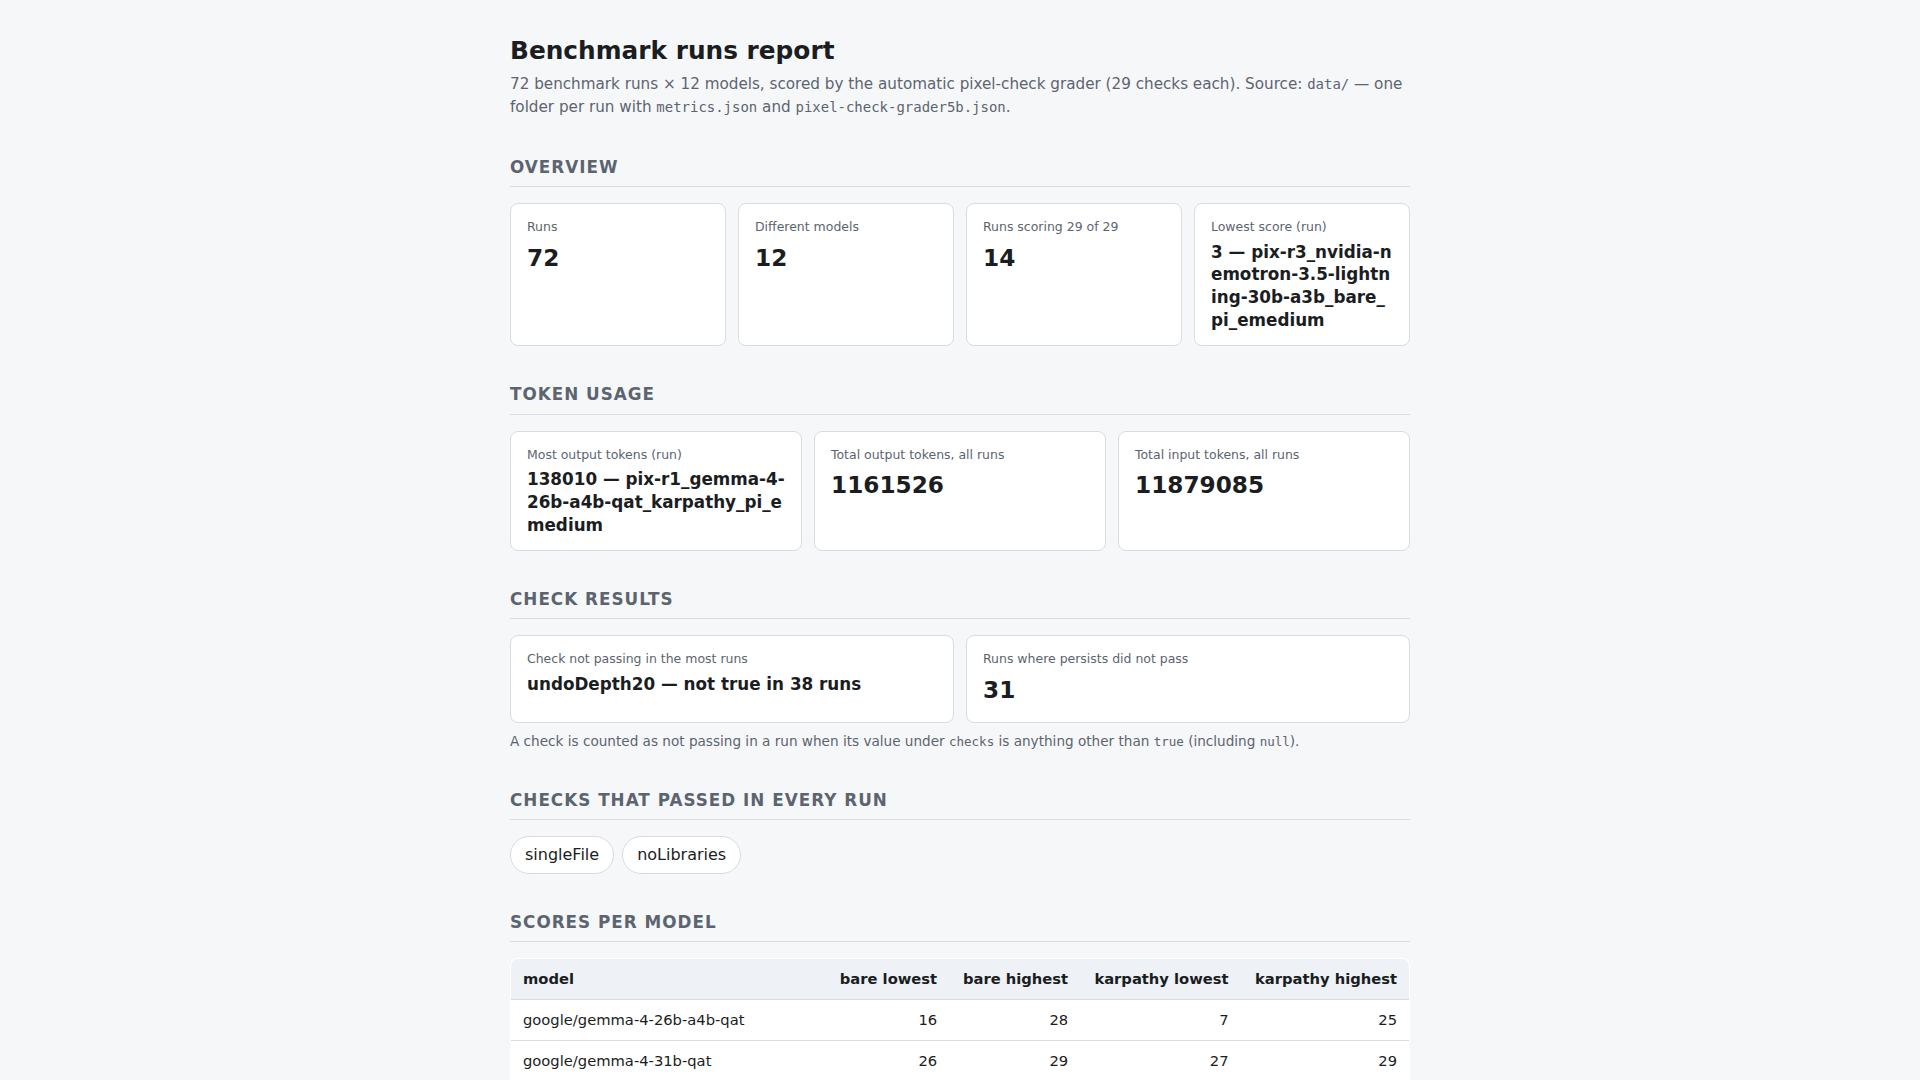 Benchmark runs report
72 benchmark runs × 12 models, scored by the automatic pixel-check grader (29 checks each). Source: data/ — one
folder per run with metrics.json and pixel-check-grader5b.json.
OVERVIEW
Runs
72
Different models
12
Runs scoring 29 of 29
14
Lowest score (run)
3 — pix-r3_nvidia-n
emotron-3.5-lightn
ing-30b-a3b_bare_
pi_emedium
TOKEN USAGE
Most output tokens (run)
138010 — pix-r1_gemma-4-
26b-a4b-qat_karpathy_pi_e
medium
Total output tokens, all runs
1161526
Total input tokens, all runs
11879085
CHECK RESULTS
Check not passing in the most runs
undoDepth20 — not true in 38 runs
Runs where persists did not pass
31
A check is counted as not passing in a run when its value under checks is anything other than true (including null).
CHECKS THAT PASSED IN EVERY RUN
singleFile noLibraries
SCORES PER MODEL
model bare lowest bare highest karpathy lowest karpathy highest
google/gemma-4-26b-a4b-qat 16 28 7 25
google/gemma-4-31b-qat 26 29 27 29